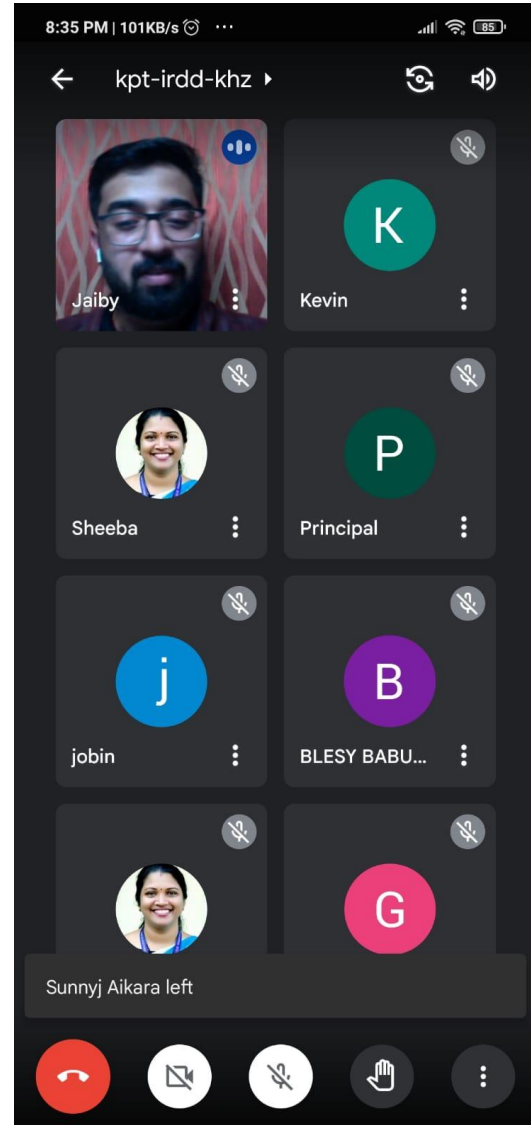 8:35 PM | 101KB/s ... 85
kpt-irdd-khz
Jaiby
K
Kevin
Sheeba
P
Principal
j
jobin
B
BLESY BABU...
G
Sunnyj Aikara left